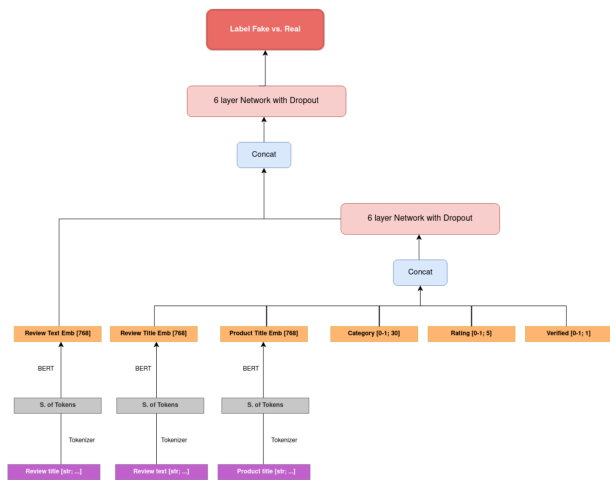 Label Fake vs. Real
6 layer Network with Dropout
Concat
6 layer Network with Dropout
Concat
Review Text Emb [768]
Review Title Emb [768]
Product Title Emb [768]
Category [0-1; 30]
Rating [0-1; 5]
Verified [0-1; 1]
BERT
BERT
BERT
S. of Tokens
S. of Tokens
S. of Tokens
Tokenizer
Tokenizer
Tokenizer
Review title [str; ...]
Review text [str; ...]
Product title [str; ...]